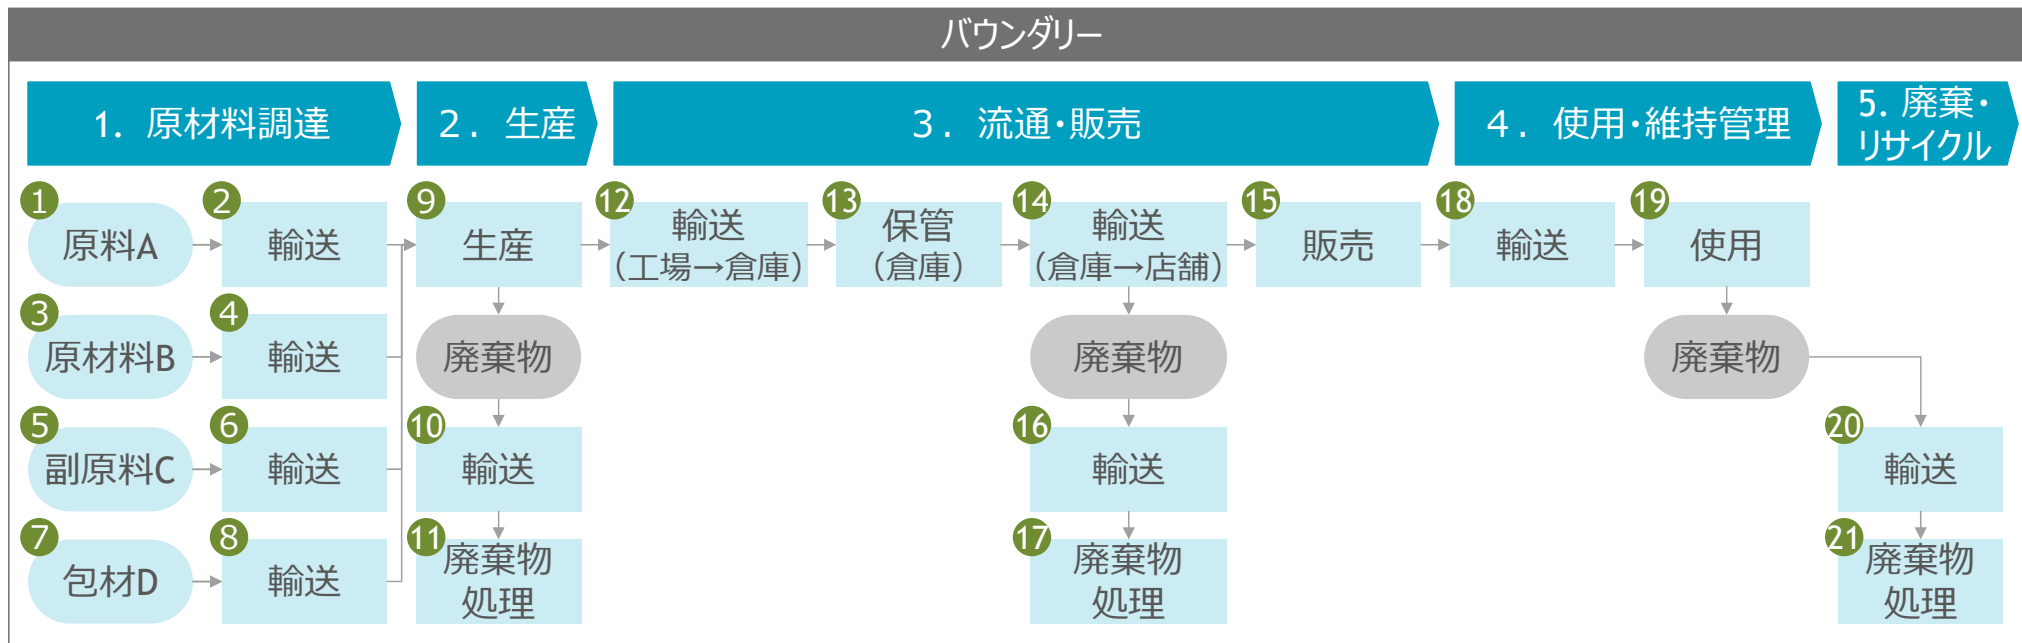 バウンダリー
1. 原材料調達
2. 生産
3. 流通・販売
4. 使用・維持管理
5. 廃棄・
リサイクル
1
原料A
2
輸送
9
生産
12
輸送
(工場→倉庫)
13
保管
(倉庫)
14
輸送
(倉庫→店舗)
15
販売
18
輸送
19
使用
3
原材料B
4
輸送
廃棄物
廃棄物
廃棄物
5
副原料C
6
輸送
10
輸送
16
輸送
20
輸送
7
包材D
8
輸送
11
廃棄物
処理
17
廃棄物
処理
21
廃棄物
処理